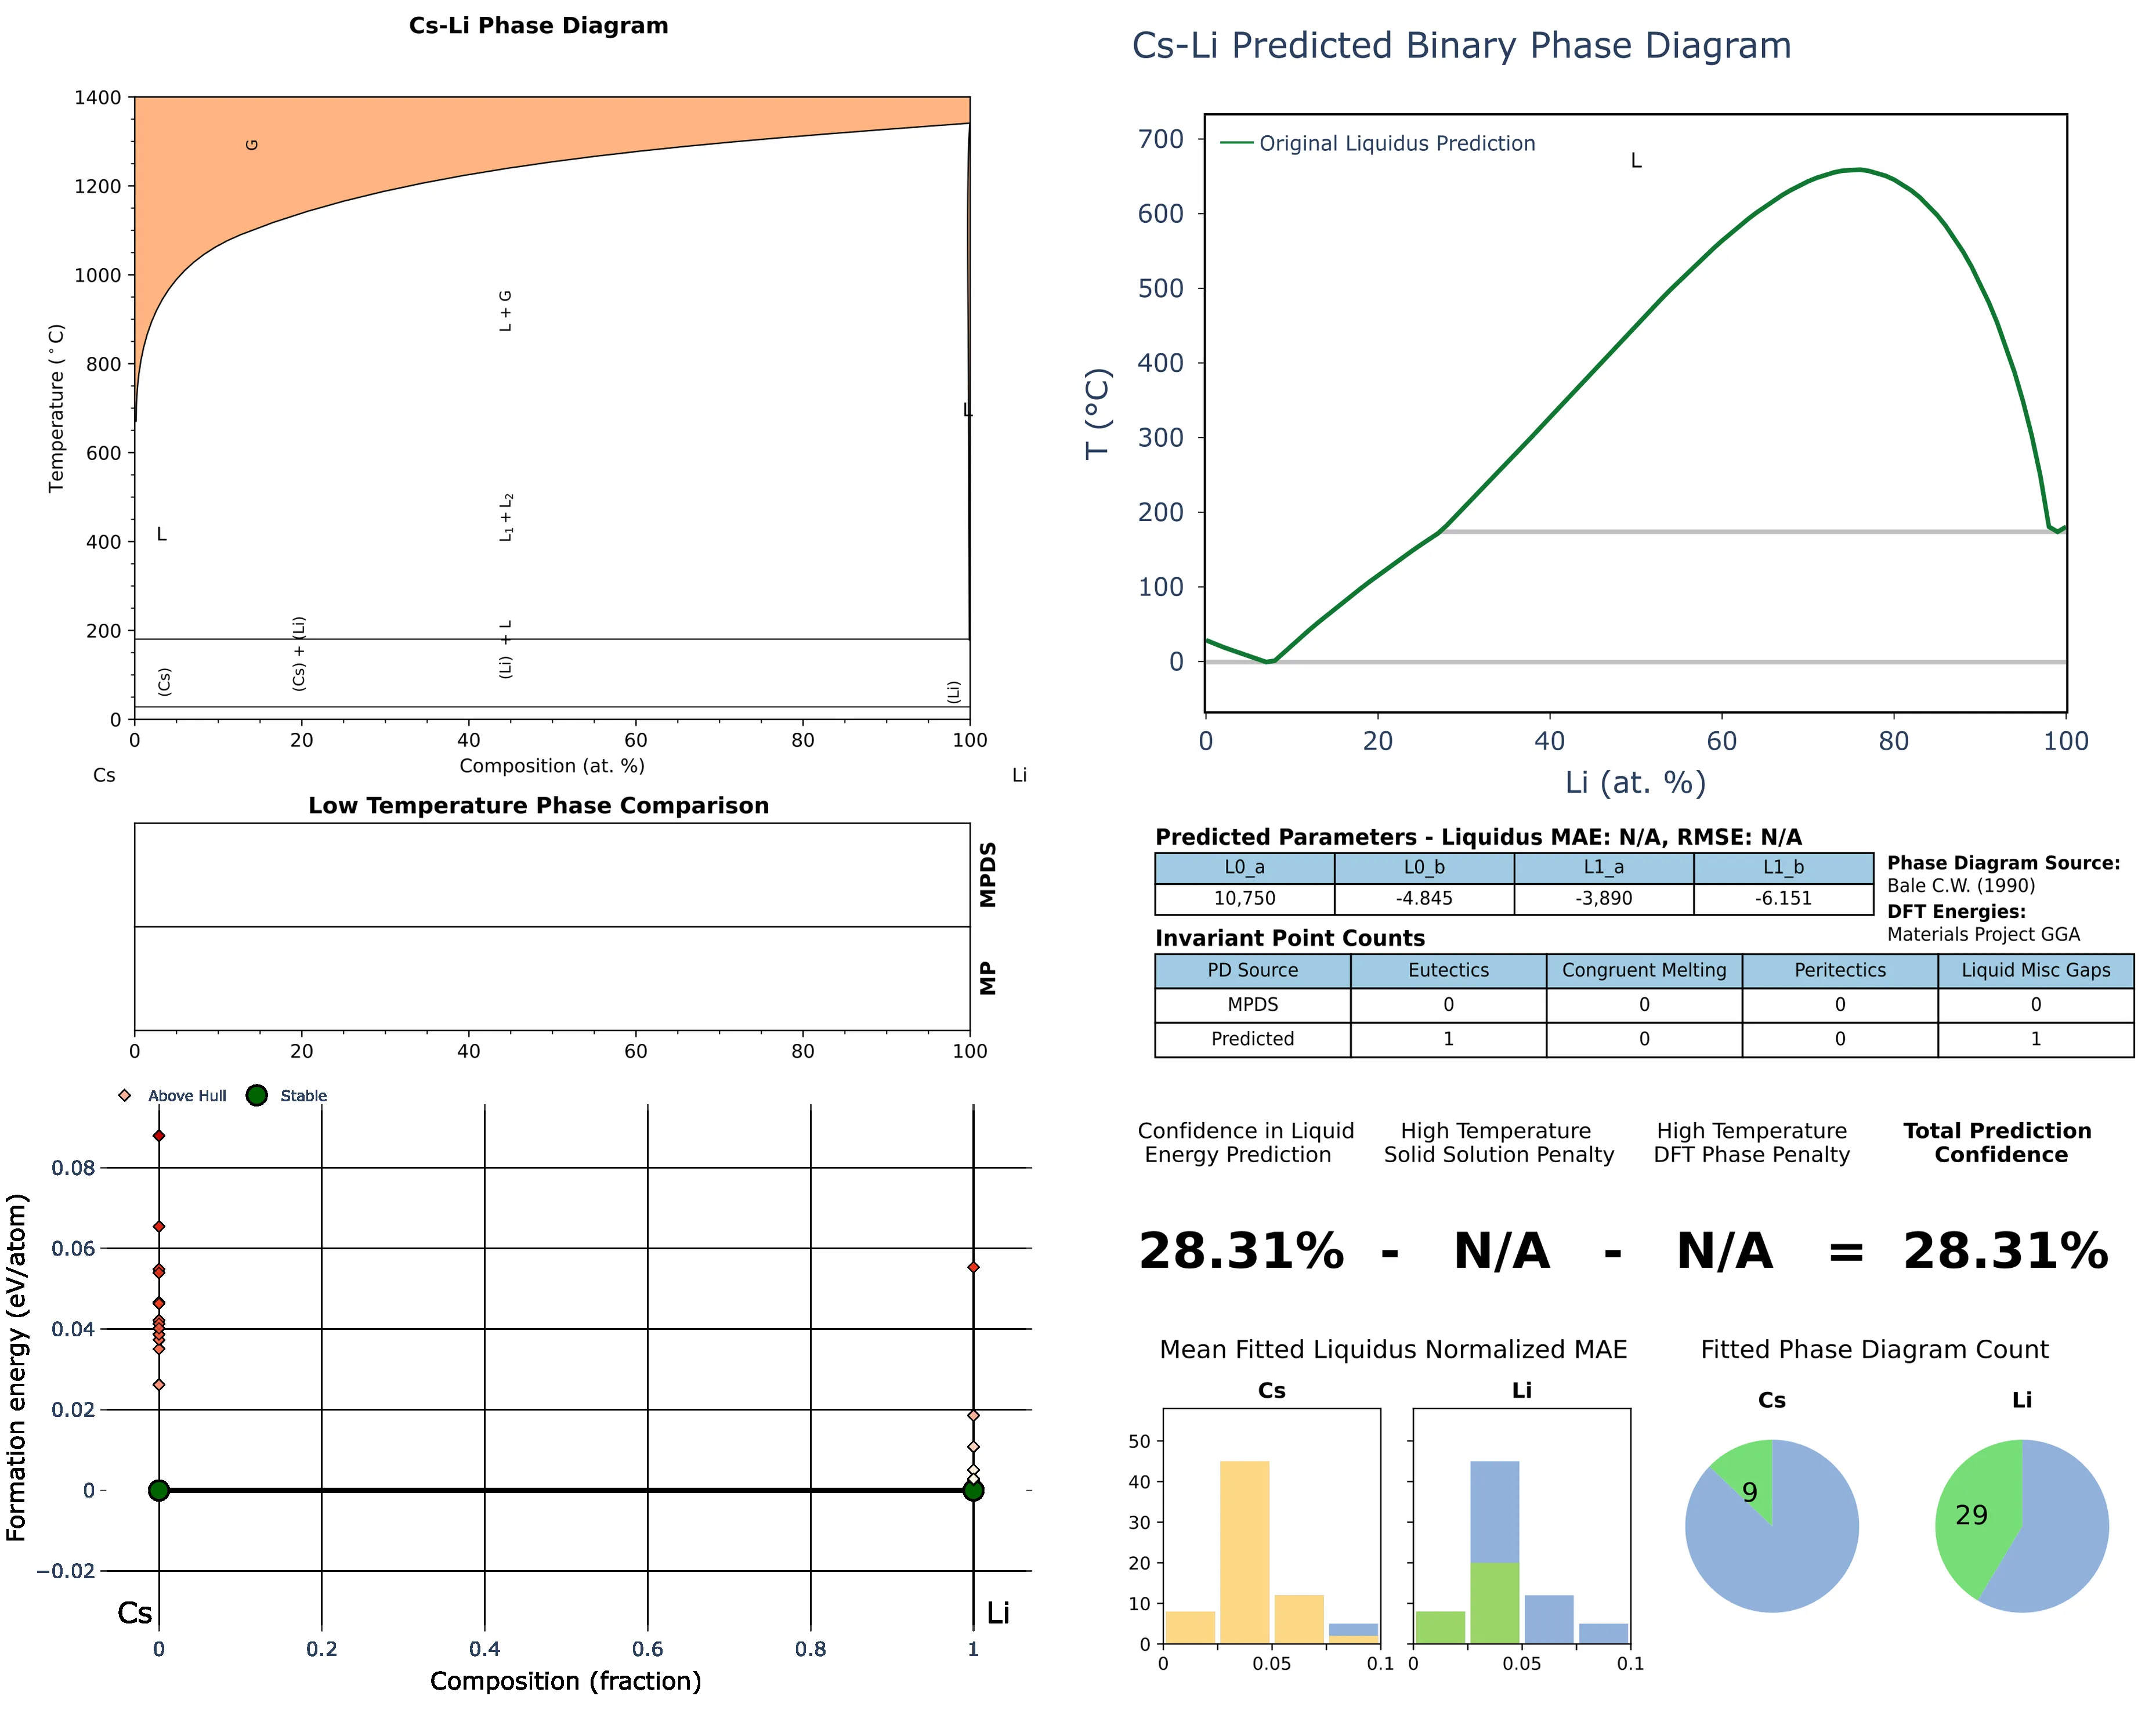 Cs-Li Phase Diagram
1400
1200
1000
800
600
400
200
0
Temperature (°C)
G
L + G
L
L₁ + L₂
L
(Cs)
(Cs) + (Li)
(Li) + L
(Li)
0 20 40 60 80 100
Composition (at. %)
Cs Li
Low Temperature Phase Comparison
MPDS
MP
0 20 40 60 80 100
Above Hull Stable
0.08
0.06
0.04
0.02
0
−0.02
Formation energy (eV/atom)
Cs Li
0 0.2 0.4 0.6 0.8 1
Composition (fraction)
Cs-Li Predicted Binary Phase Diagram
Original Liquidus Prediction
L
700
600
500
400
300
200
100
0
T (°C)
0 20 40 60 80 100
Li (at. %)
Predicted Parameters - Liquidus MAE: N/A, RMSE: N/A
L0_a L0_b L1_a L1_b
10,750 -4.845 -3,890 -6.151
Phase Diagram Source:
Bale C.W. (1990)
DFT Energies:
Materials Project GGA
Invariant Point Counts
PD Source Eutectics Congruent Melting Peritectics Liquid Misc Gaps
MPDS 0 0 0 0
Predicted 1 0 0 1
Confidence in Liquid
Energy Prediction
High Temperature
Solid Solution Penalty
High Temperature
DFT Phase Penalty
Total Prediction
Confidence
28.31% - N/A - N/A = 28.31%
Mean Fitted Liquidus Normalized MAE
Cs Li
50
40
30
20
10
0
0 0.05 0.1 0 0.05 0.1
Fitted Phase Diagram Count
Cs Li
9 29